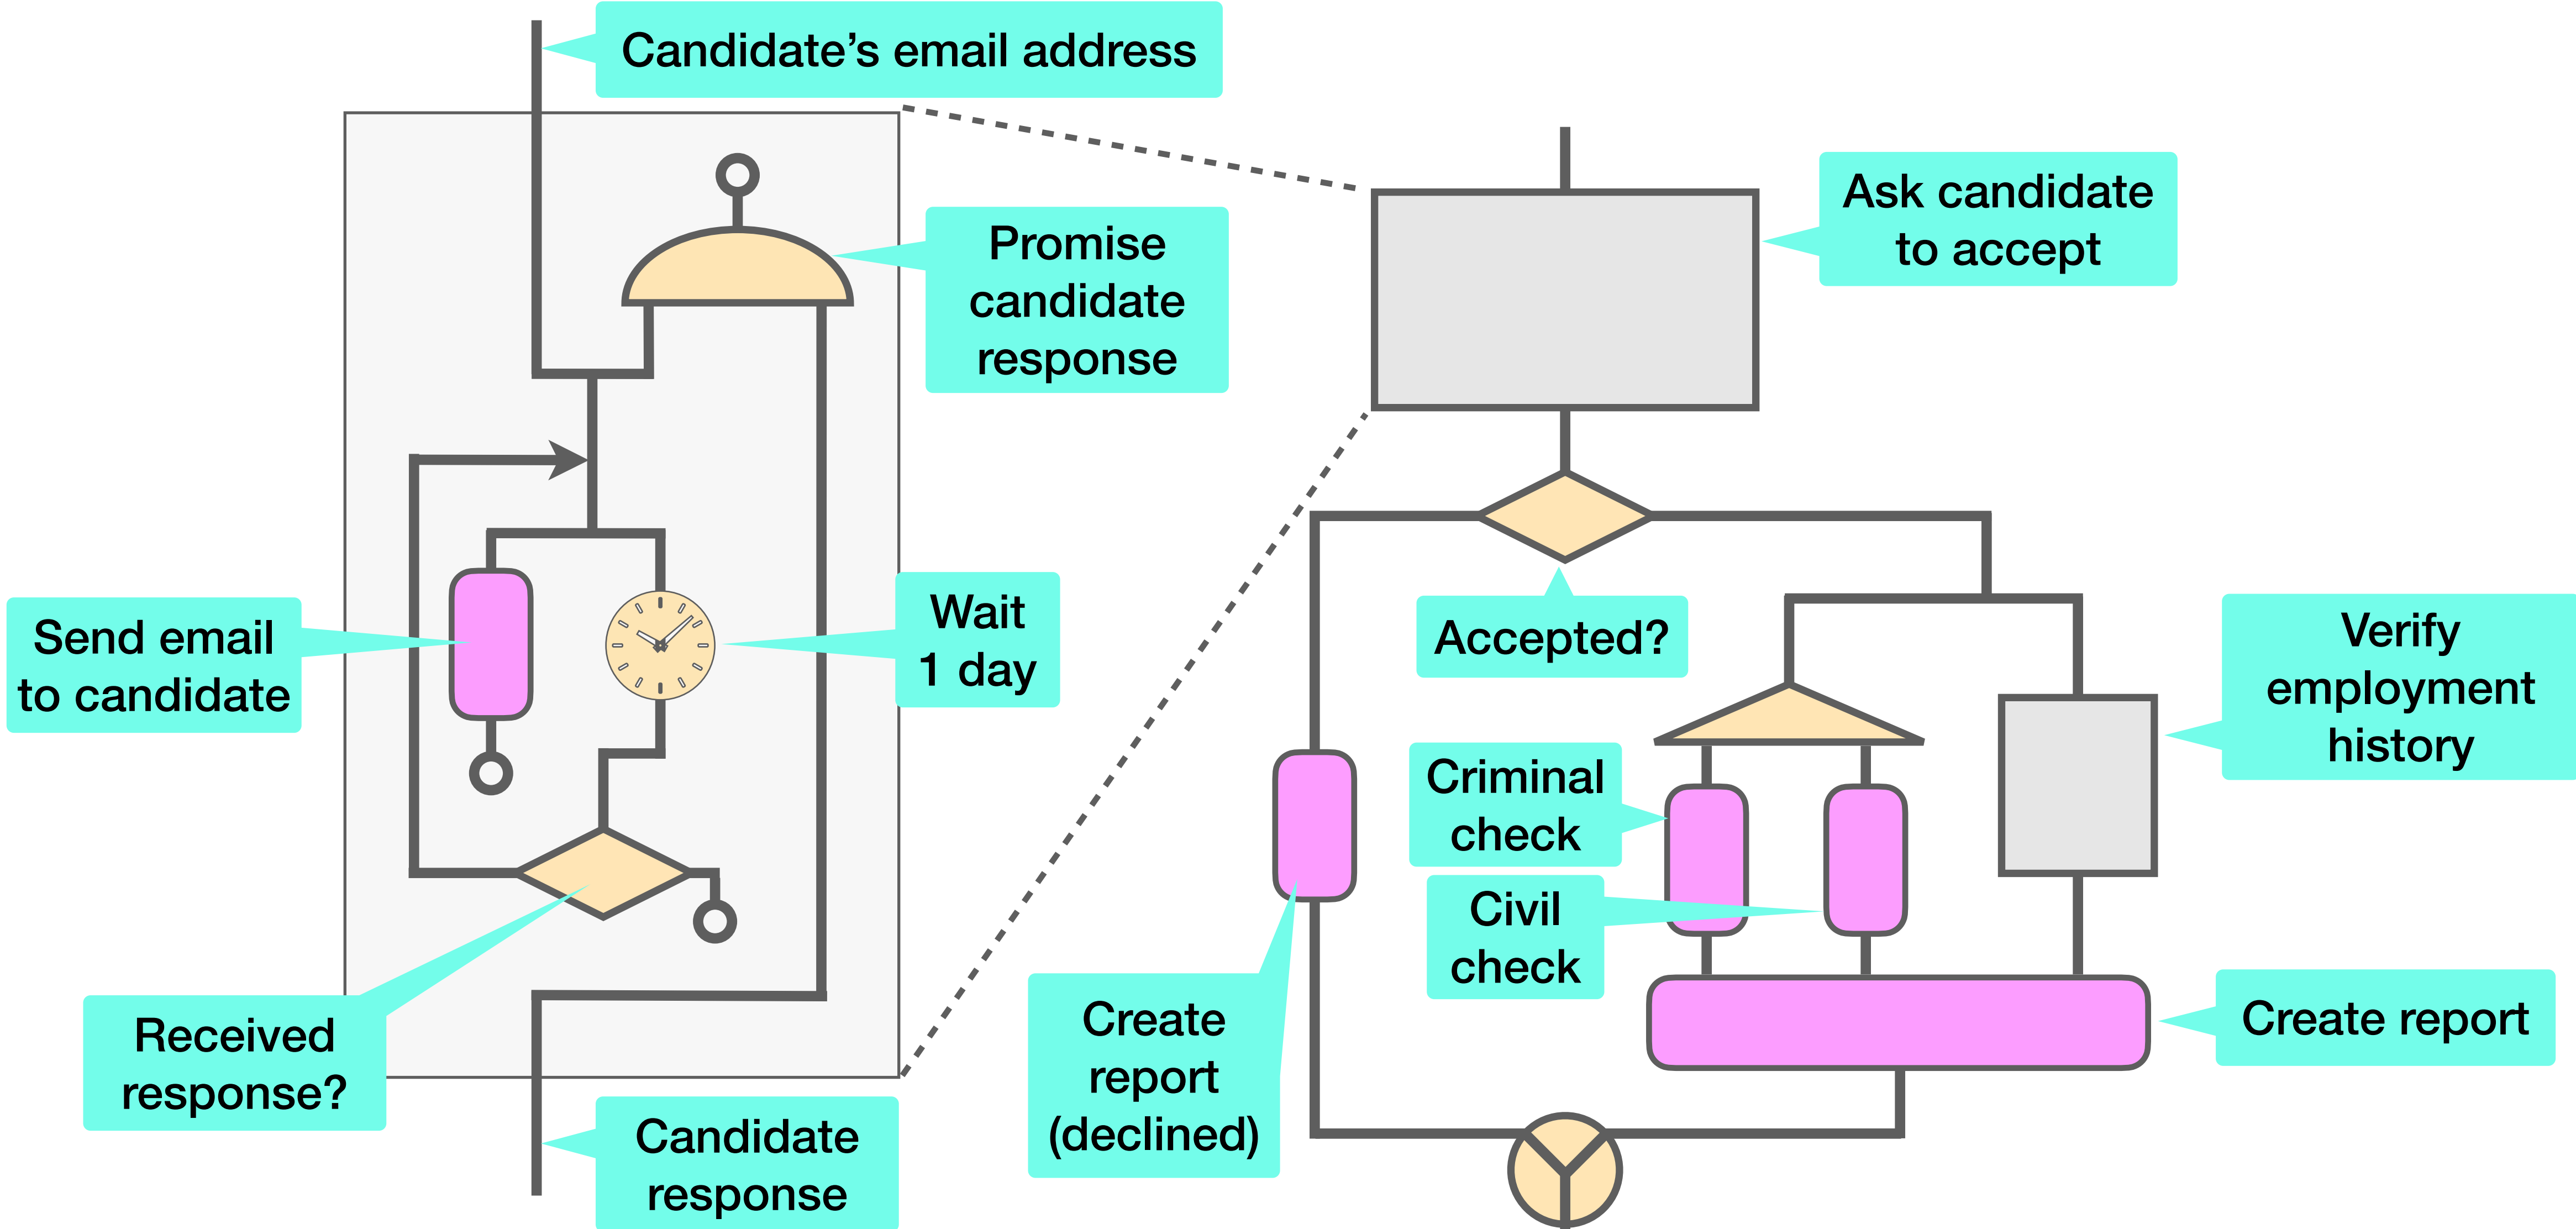 Candidate’s email address
Promise
candidate
response
Send email
to candidate
Wait
1 day
Received
response?
Candidate
response
Ask candidate
to accept
Accepted?
Verify
employment
history
Criminal
check
Civil
check
Create
report
(declined)
Create report